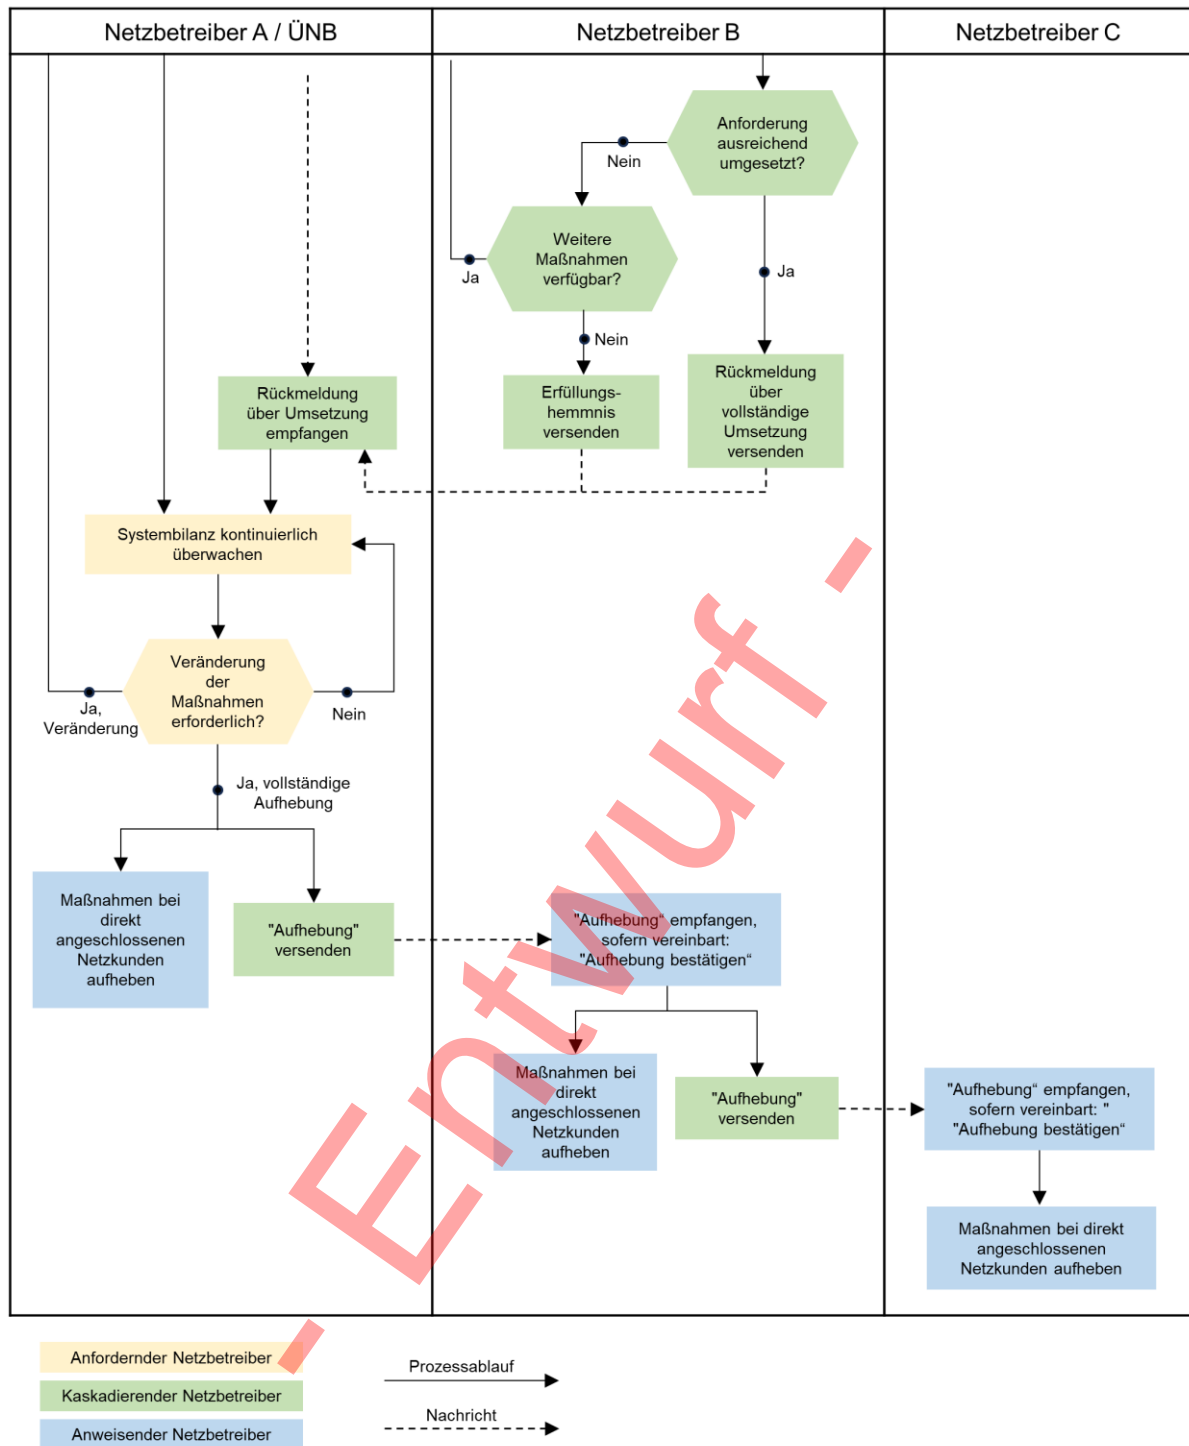 Netzbetreiber A / ÜNB
Netzbetreiber B
Netzbetreiber C
Anforderung
ausreichend
umgesetzt?
Nein
Weitere
Maßnahmen
verfügbar?
Ja
Ja
Nein
Rückmeldung
über Umsetzung
empfangen
Erfüllungs-
hemmnis
versenden
Rückmeldung
über
vollständige
Umsetzung
versenden
Systembilanz kontinuierlich
überwachen
Veränderung
der
Maßnahmen
erforderlich?
Ja,
Veränderung
Nein
Ja, vollständige
Aufhebung
Maßnahmen bei
direkt
angeschlossenen
Netzkunden
aufheben
"Aufhebung"
versenden
"Aufhebung“ empfangen,
sofern vereinbart:
"Aufhebung bestätigen“
Maßnahmen bei
direkt
angeschlossenen
Netzkunden
aufheben
"Aufhebung"
versenden
"Aufhebung“ empfangen,
sofern vereinbart: "
"Aufhebung bestätigen“
Maßnahmen bei direkt
angeschlossenen
Netzkunden aufheben
- Entwurf -
Anfordernder Netzbetreiber
Kaskadierender Netzbetreiber
Anweisender Netzbetreiber
Prozessablauf
Nachricht